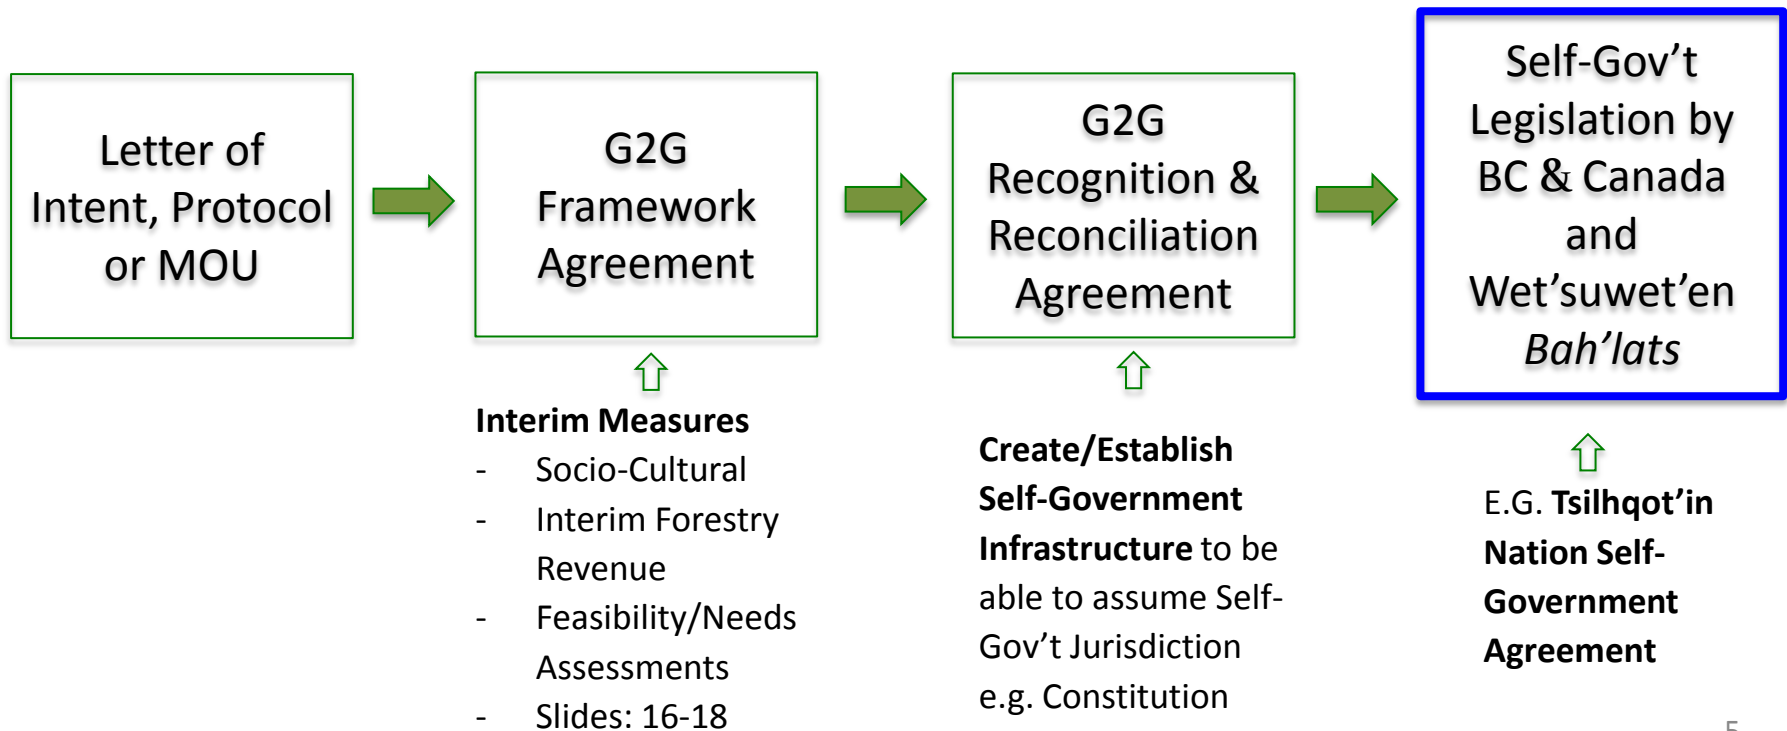 Letter of
Intent, Protocol
or MOU
G2G
Framework
Agreement
G2G
Recognition &
Reconciliation
Agreement
Self-Gov’t
Legislation by
BC & Canada
and
Wet’suwet’en
Bah’lats
Interim Measures
- Socio-Cultural
- Interim Forestry
Revenue
- Feasibility/Needs
Assessments
- Slides: 16-18
Create/Establish
Self-Government
Infrastructure to be
able to assume Self-
Gov’t Jurisdiction
e.g. Constitution
E.G. Tsilhqot’in
Nation Self-
Government
Agreement
5